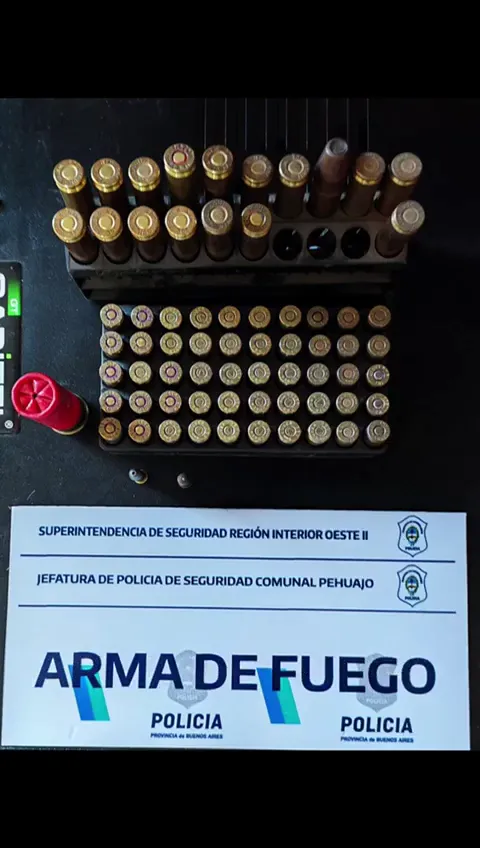 SUPERINTENDENCIA DE SEGURIDAD REGIÓN INTERIOR OESTE II
JEFATURA DE POLICIA DE SEGURIDAD COMUNAL PEHUAJO
ARMA DE FUEGO
POLICIA
PROVINCIA de BUENOS AIRES
POLICIA
PROVINCIA de BUENOS AIRES